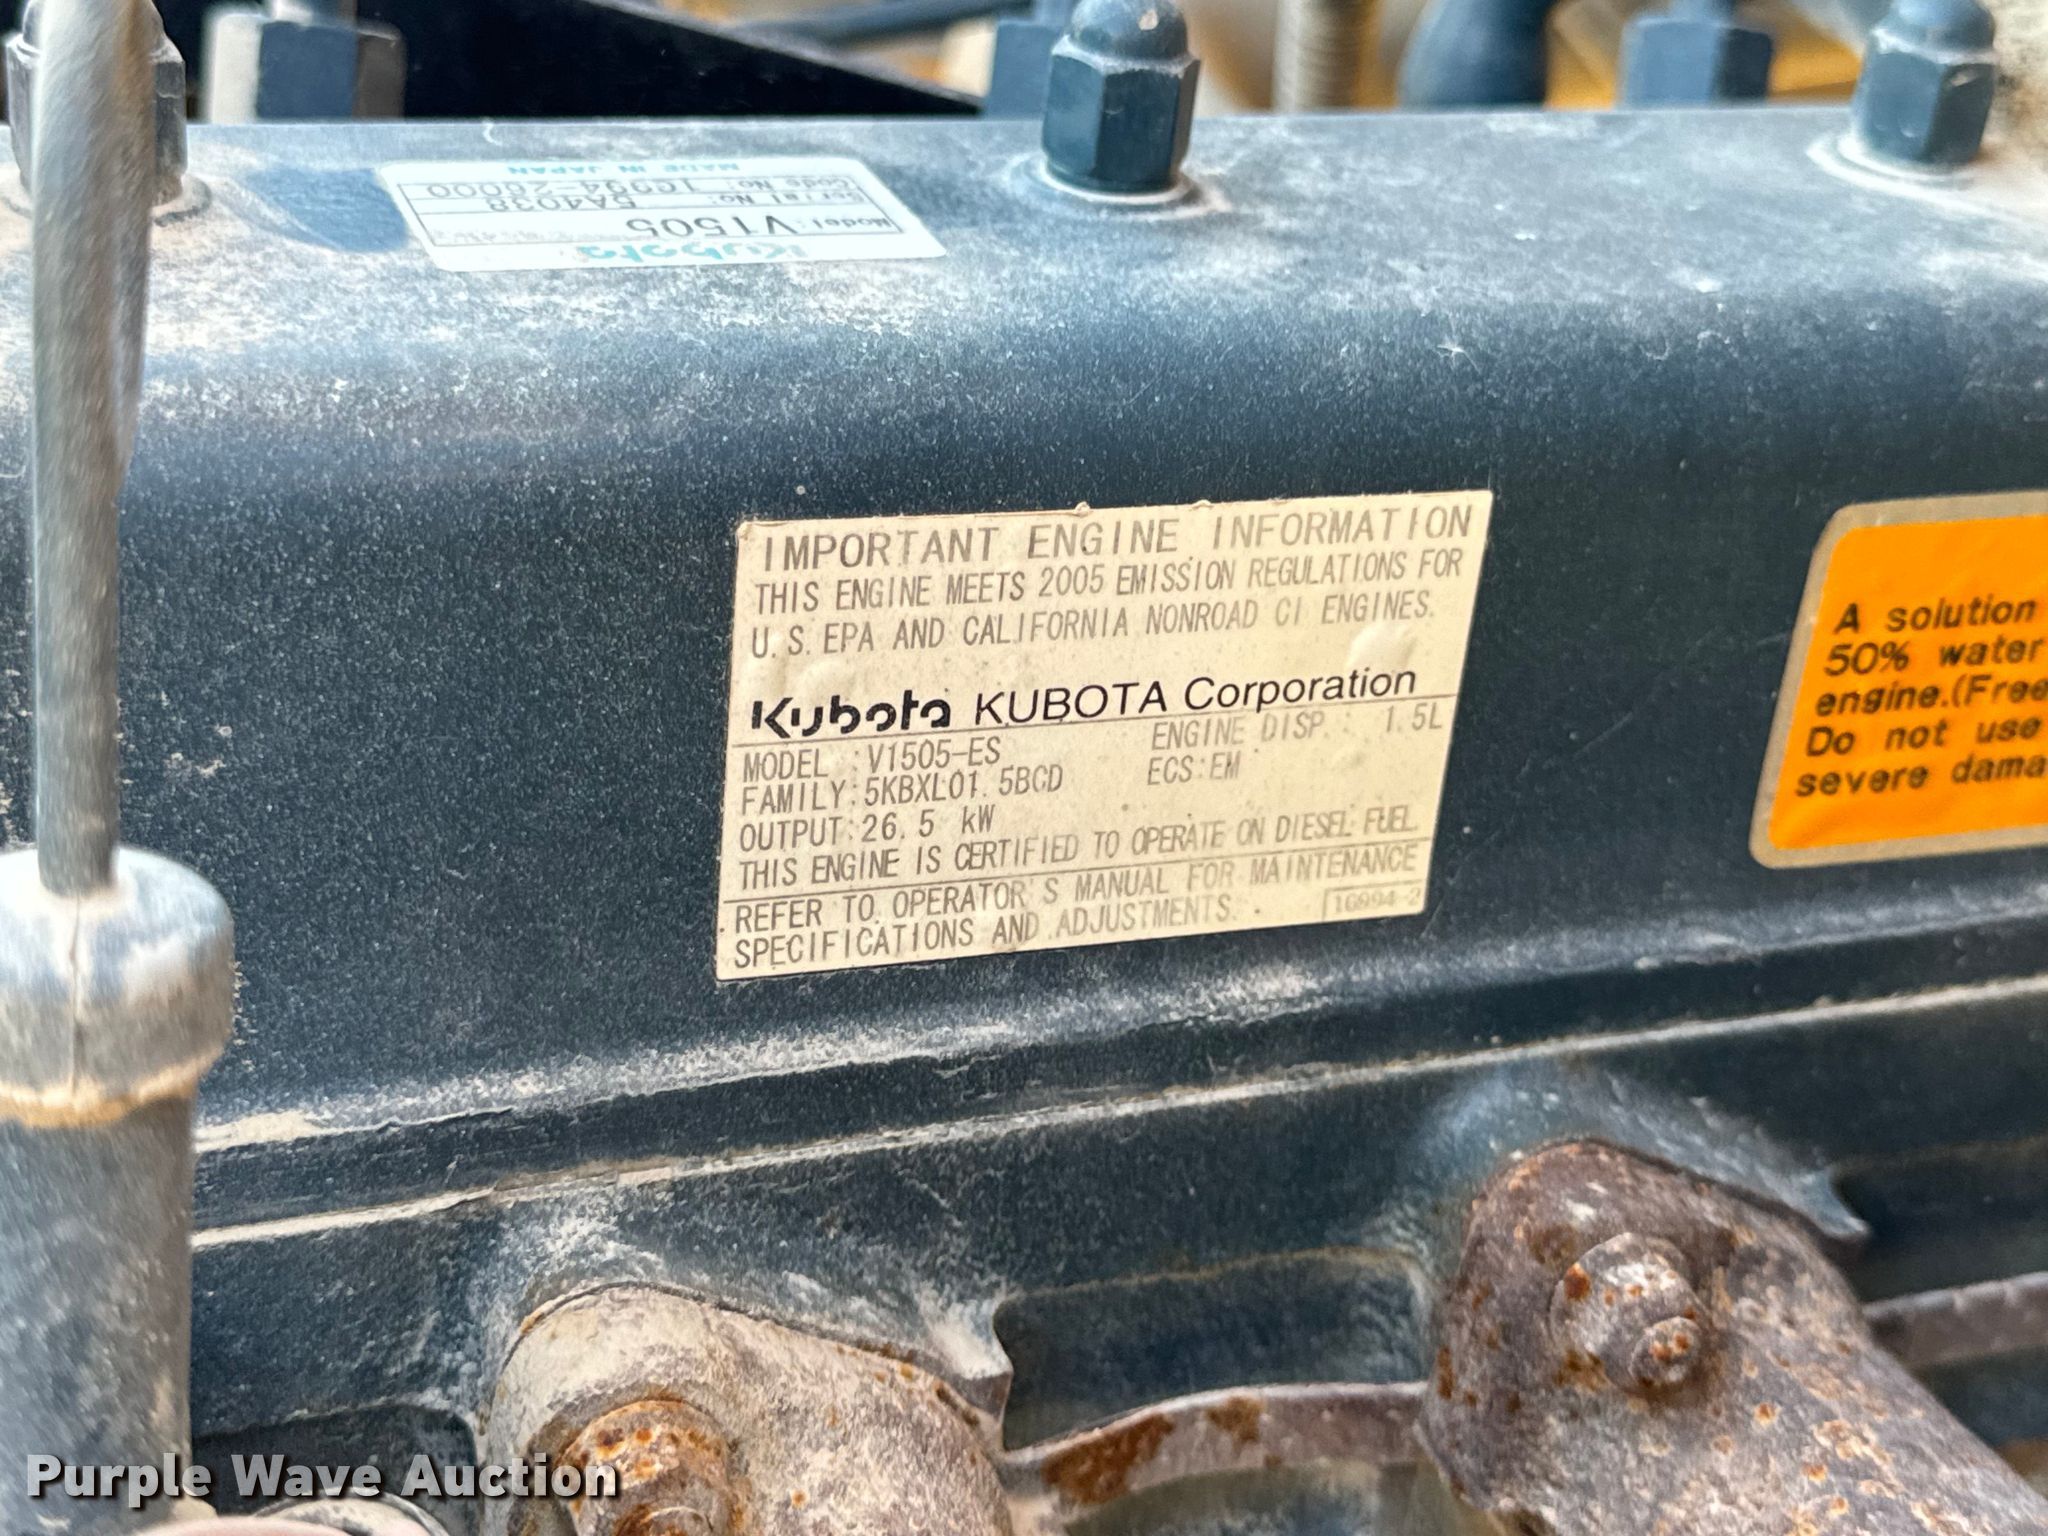 Kubota
Model: V1505
Serial No: 5A4038
Code No: 1G994-26000
MADE IN JAPAN
IMPORTANT ENGINE INFORMATION
THIS ENGINE MEETS 2005 EMISSION REGULATIONS FOR
U.S. EPA AND CALIFORNIA NONROAD CI ENGINES.
Kubota KUBOTA Corporation
MODEL :V1505-ES ENGINE DISP. : 1.5L
FAMILY:5KBXL01.5BCD ECS:EM
OUTPUT:26.5 kW
THIS ENGINE IS CERTIFIED TO OPERATE ON DIESEL FUEL
REFER TO OPERATOR'S MANUAL FOR MAINTENANCE
SPECIFICATIONS AND ADJUSTMENTS. 1G994-2
A solution
50% water
engine.(Free
Do not use
severe dama
Purple Wave Auction